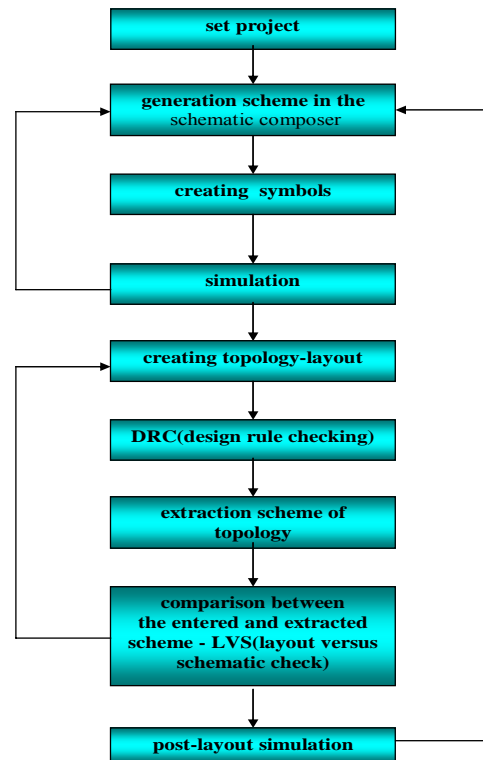 set project
generation scheme in the
schematic composer
creating symbols
simulation
creating topology-layout
DRC(design rule checking)
extraction scheme of
topology
comparison between
the entered and extracted
scheme - LVS(layout versus
schematic check)
post-layout simulation